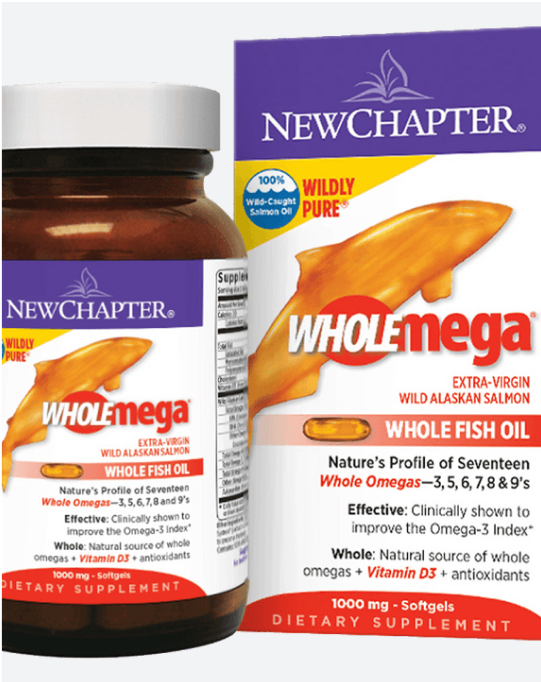 NEWCHAPTER®
100%
Wild-Caught
Salmon Oil
WILDLY
PURE®
WHOLEmega®
EXTRA-VIRGIN
WILD ALASKAN SALMON
WHOLE FISH OIL
Nature's Profile of Seventeen
Whole Omegas—3, 5, 6, 7, 8 & 9's
Effective: Clinically shown to
improve the Omega-3 Index*
Whole: Natural source of whole
omegas + Vitamin D3 + antioxidants
1000 mg - Softgels
DIETARY SUPPLEMENT
NEWCHAPTER®
WILDLY
PURE®
WHOLEmega®
EXTRA-VIRGIN
WILD ALASKAN SALMON
WHOLE FISH OIL
Nature's Profile of Seventeen
Whole Omegas—3, 5, 6, 7, 8 and 9's
Effective: Clinically shown to
improve the Omega-3 Index*
Whole: Natural source of whole
omegas + Vitamin D3 + antioxidants
1000 mg - Softgels
DIETARY SUPPLEMENT